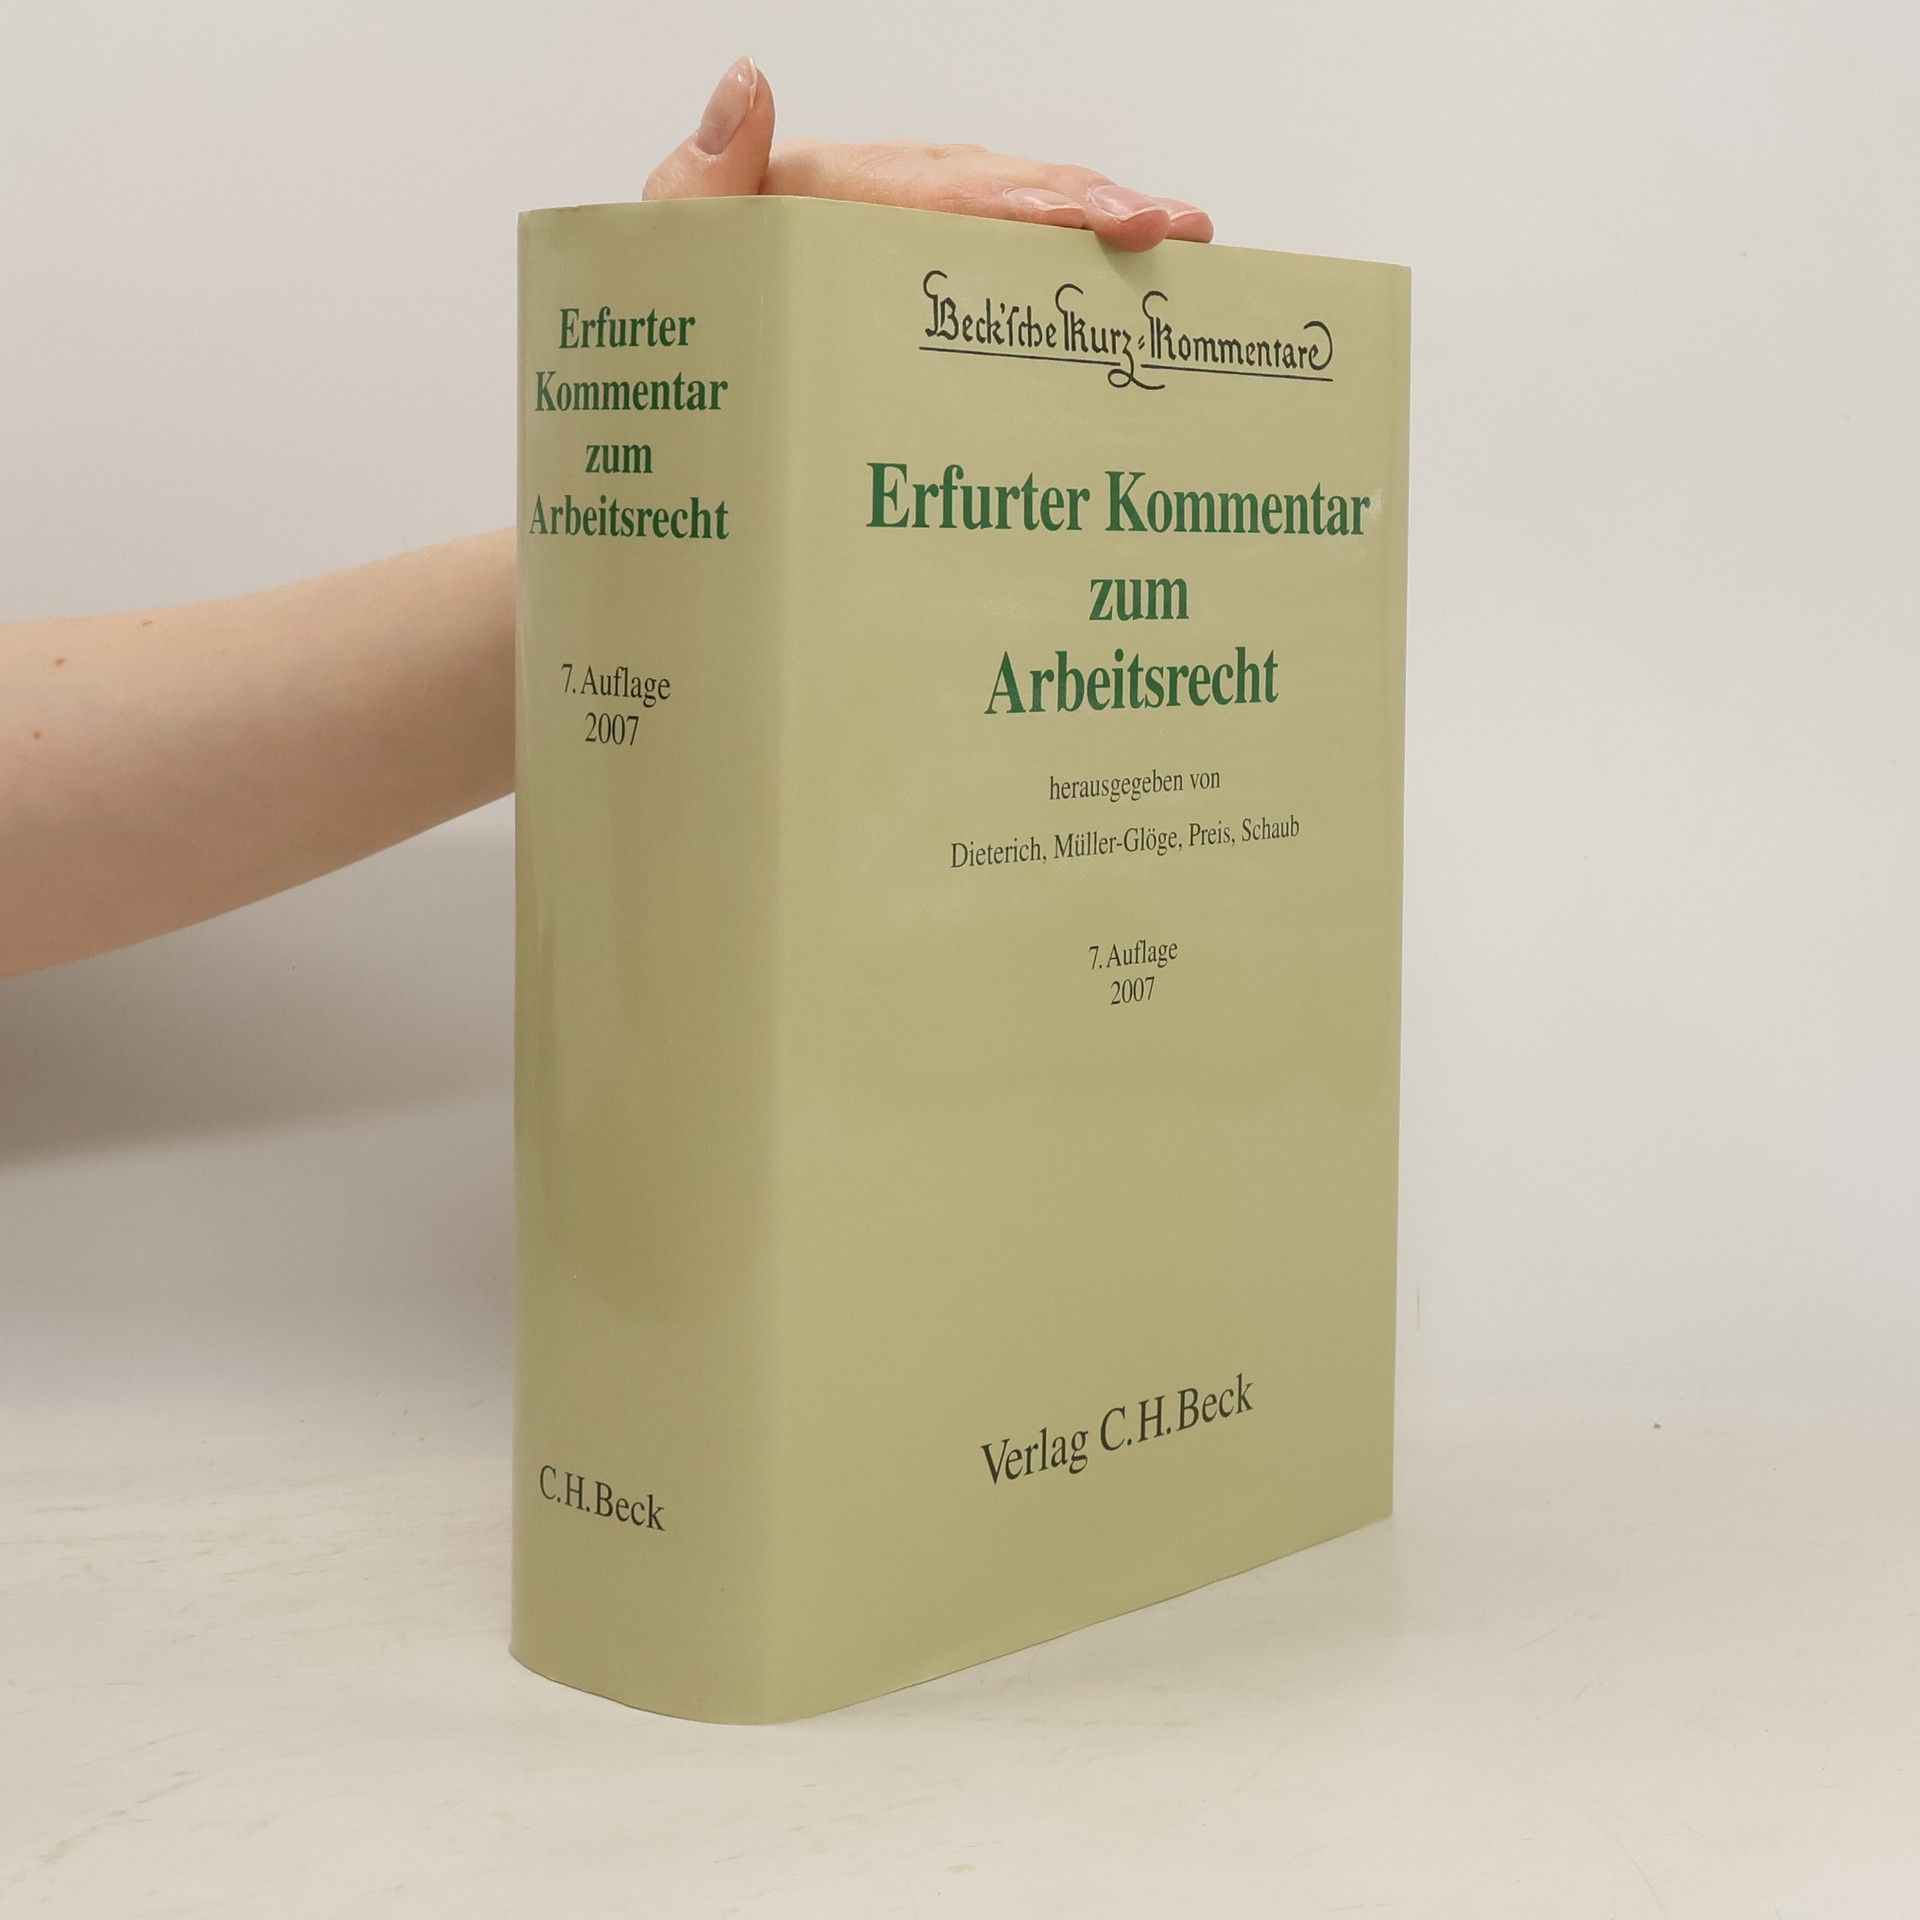 Erfurter
Kommentar
zum
Arbeitsrecht
7. Auflage
2007
C.H.Beck
Beck'sche Kurz-Kommentare
Erfurter Kommentar
zum
Arbeitsrecht
herausgegeben von
Dieterich, Müller-Glöge, Preis, Schaub
7. Auflage
2007
Verlag C.H.Beck